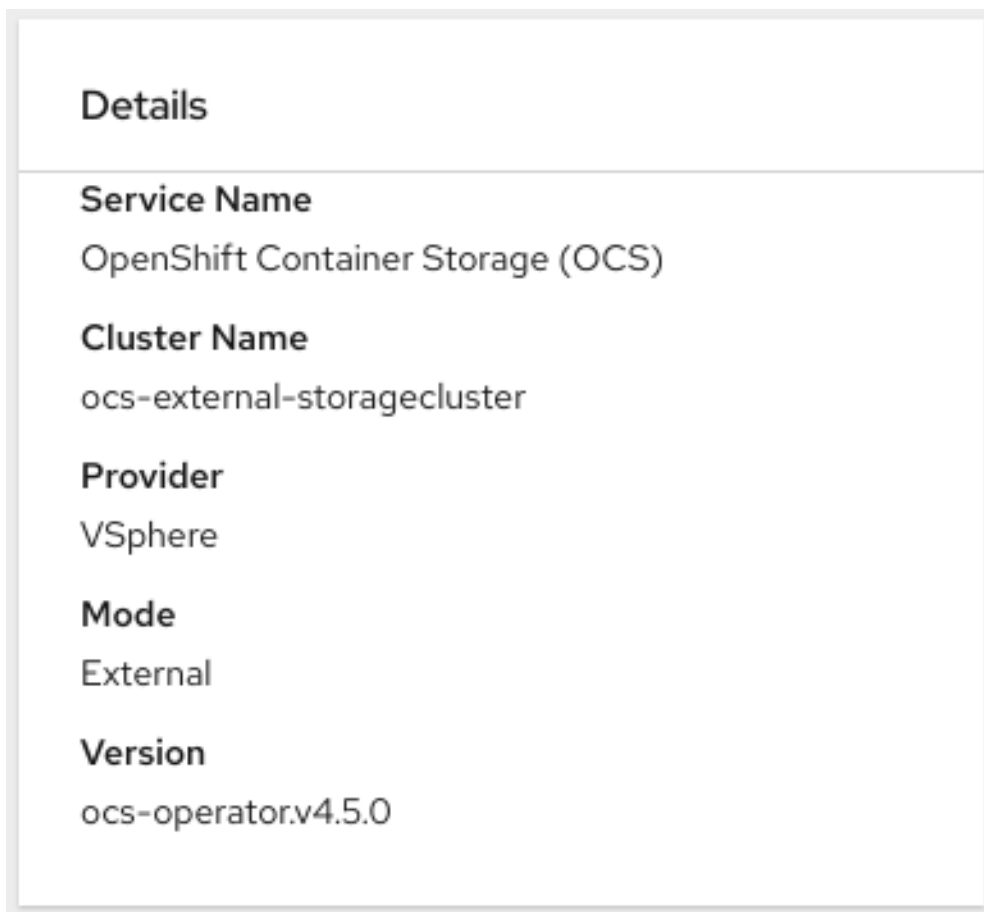 Details
Service Name
OpenShift Container Storage (OCS)
Cluster Name
ocs-external-storagecluster
Provider
VSphere
Mode
External
Version
ocs-operator.v4.5.0